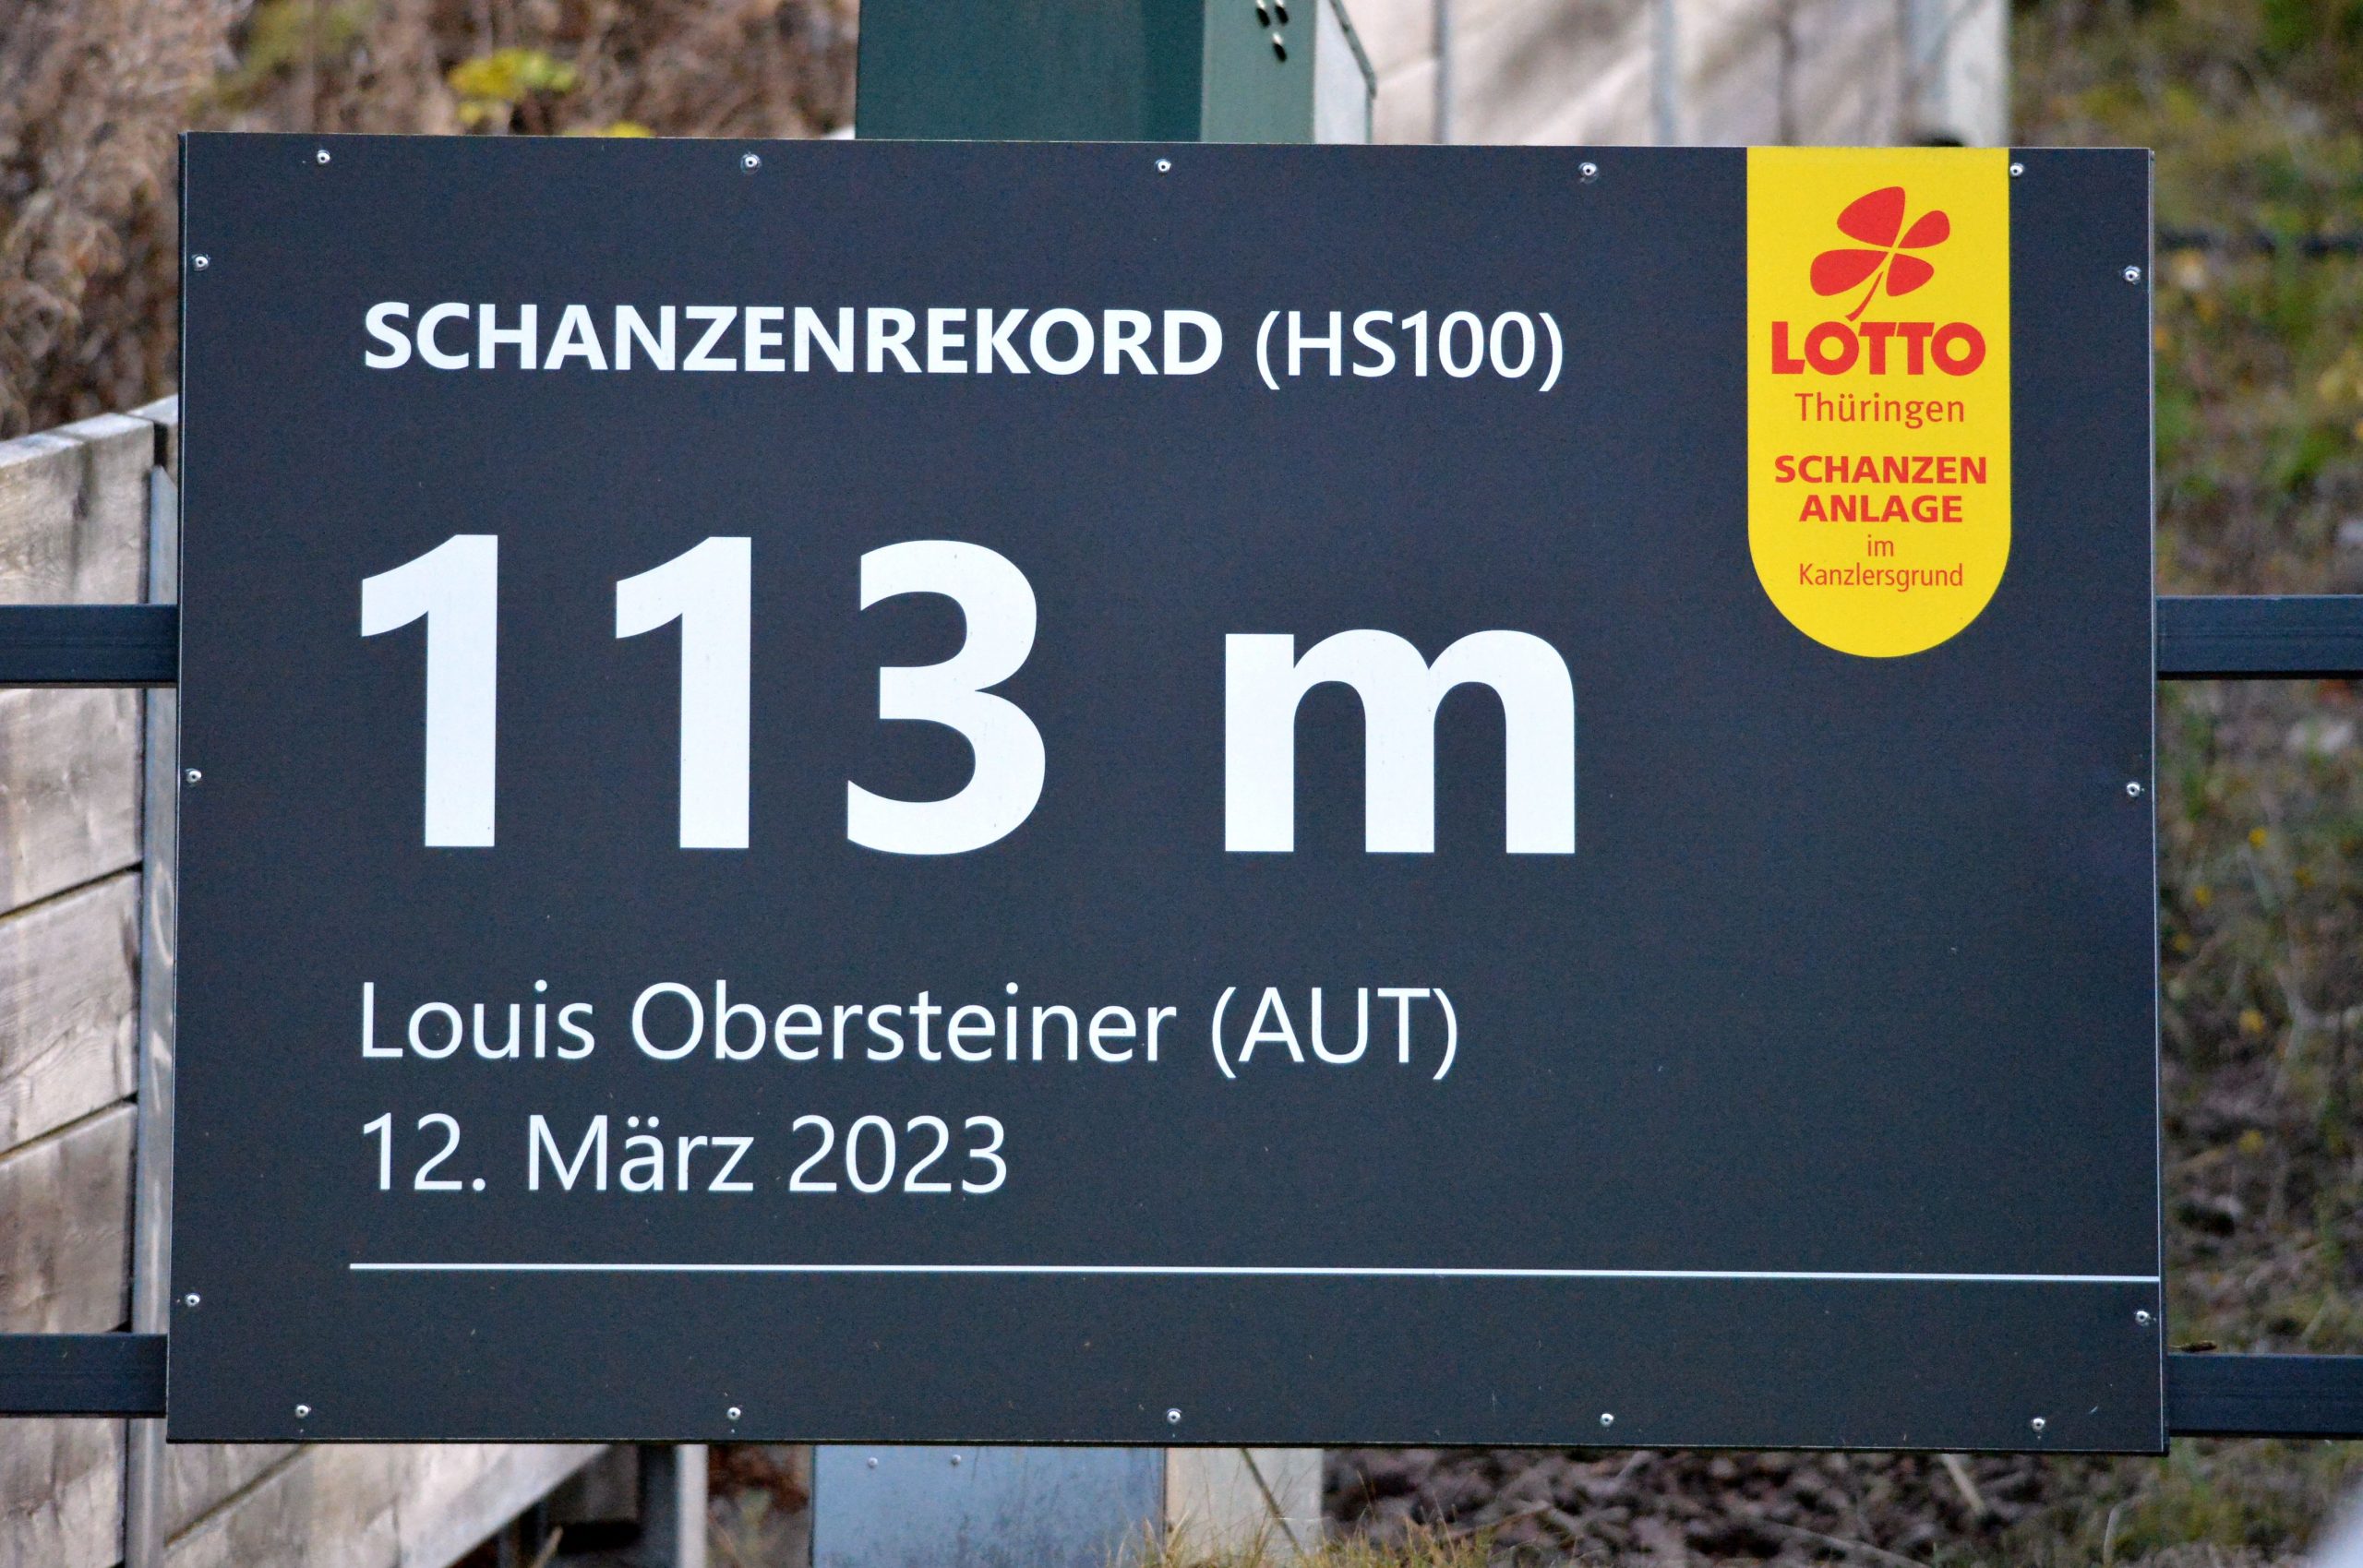 SCHANZENREKORD (HS100)
113 m
Louis Obersteiner (AUT)
12. März 2023
LOTTO
Thüringen
SCHANZEN
ANLAGE
im
Kanzlersgrund